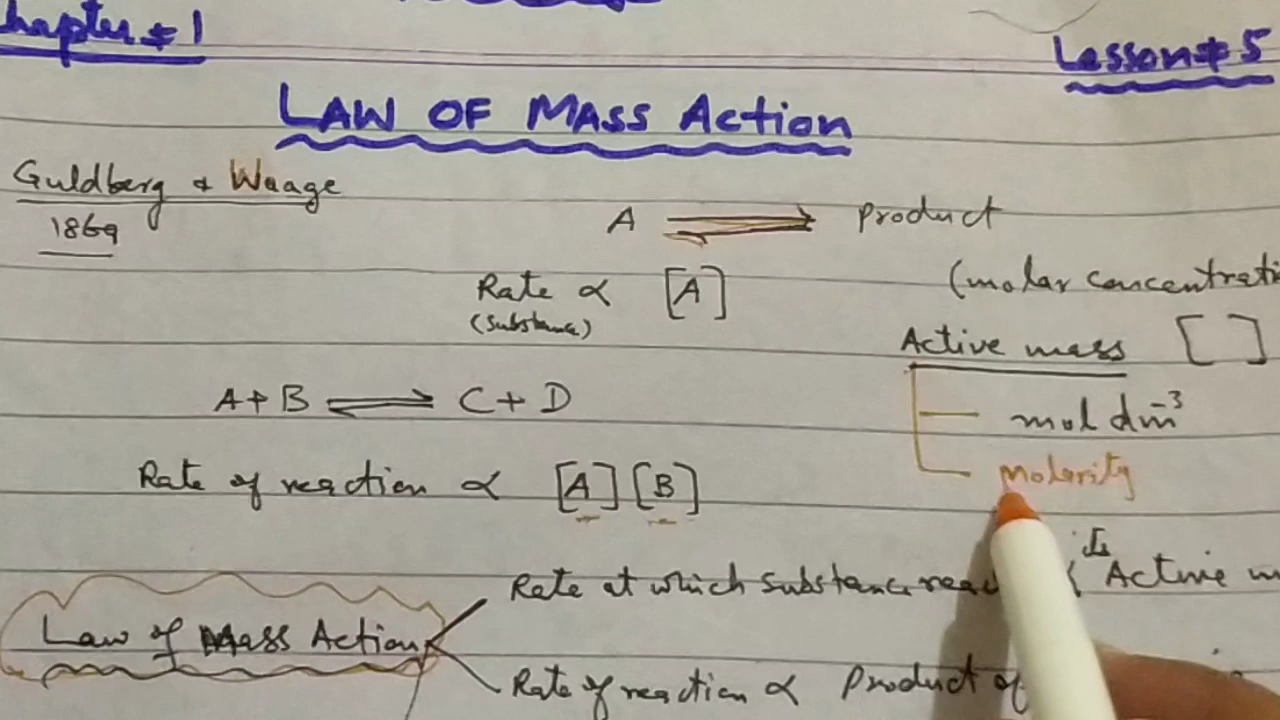 Chapter # 1
Lesson # 5
LAW OF MASS Action
Guldberg & Waage
1869
A ⇌ Product
Rate ∝ [A]
(Substance)
(molar concentrati
Active mass [ ]
mol dm⁻³
Molarity
A + B ⇌ C + D
Rate of reaction ∝ [A] [B]
Law of Mass Action
Rate at which substance reac ∝ its Active m
Rate of reaction ∝ Product of